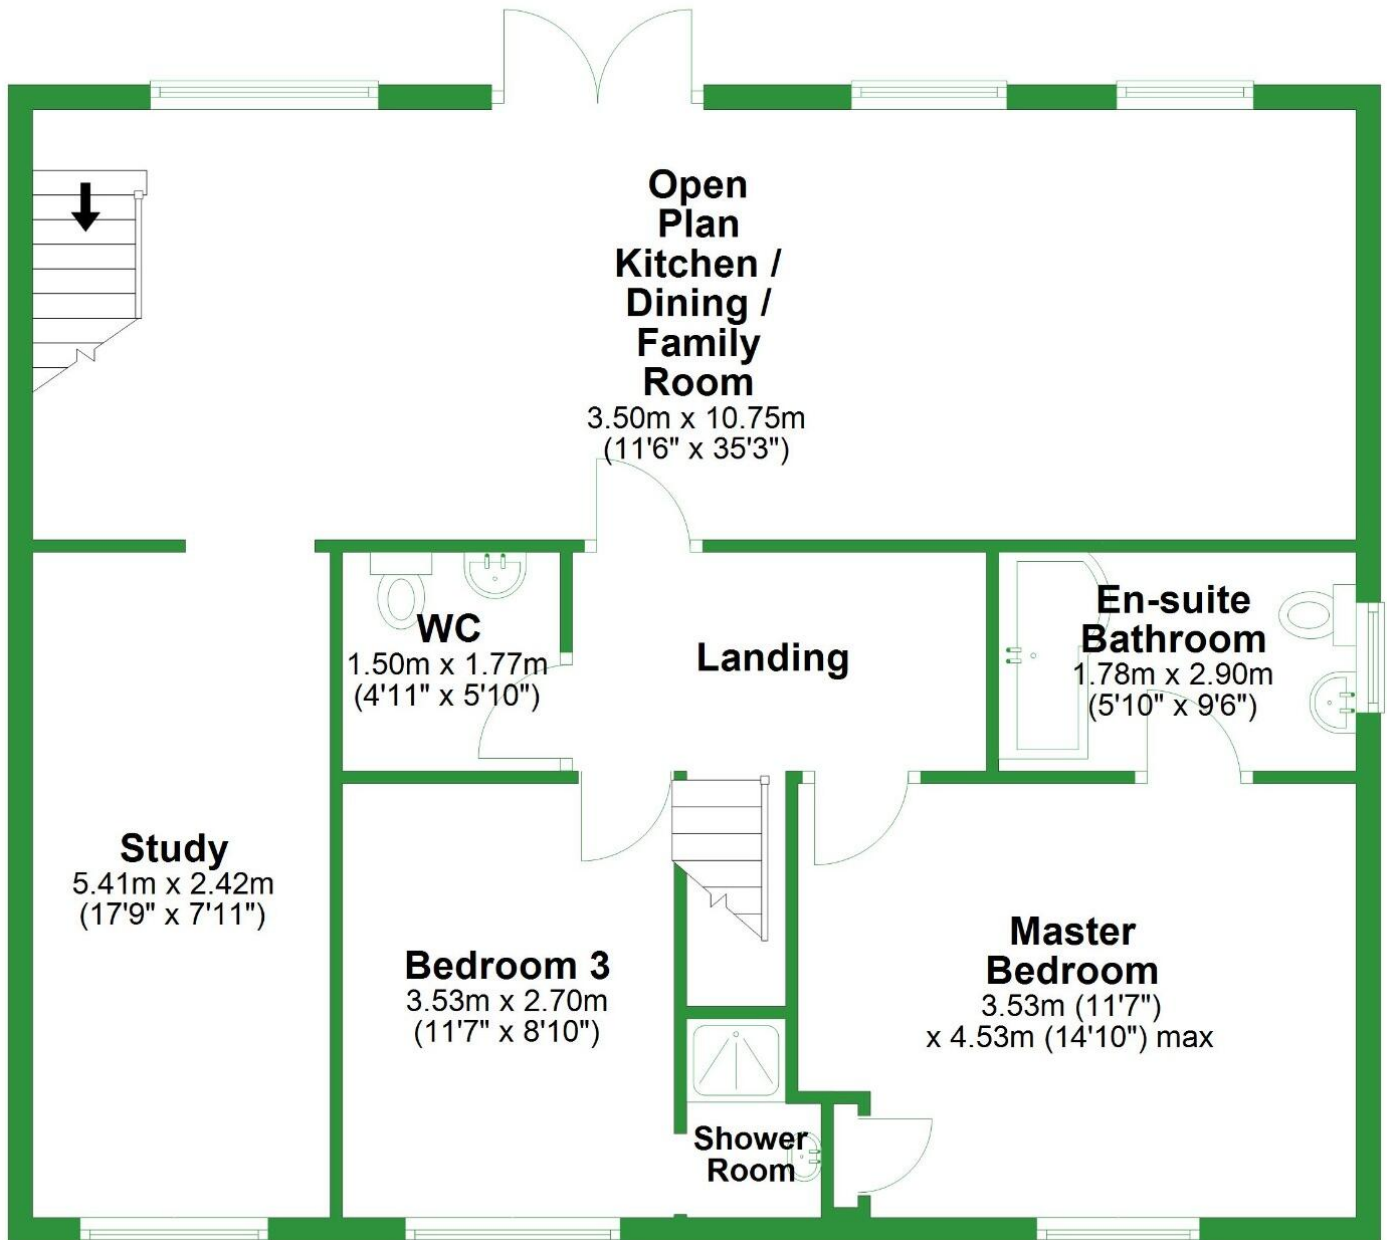 Open
Plan
Kitchen /
Dining /
Family
Room
3.50m x 10.75m
(11'6" x 35'3")
WC
1.50m x 1.77m
(4'11" x 5'10")
Landing
En-suite
Bathroom
1.78m x 2.90m
(5'10" x 9'6")
Study
5.41m x 2.42m
(17'9" x 7'11")
Bedroom 3
3.53m x 2.70m
(11'7" x 8'10")
Master
Bedroom
3.53m (11'7")
x 4.53m (14'10") max
Shower
Room